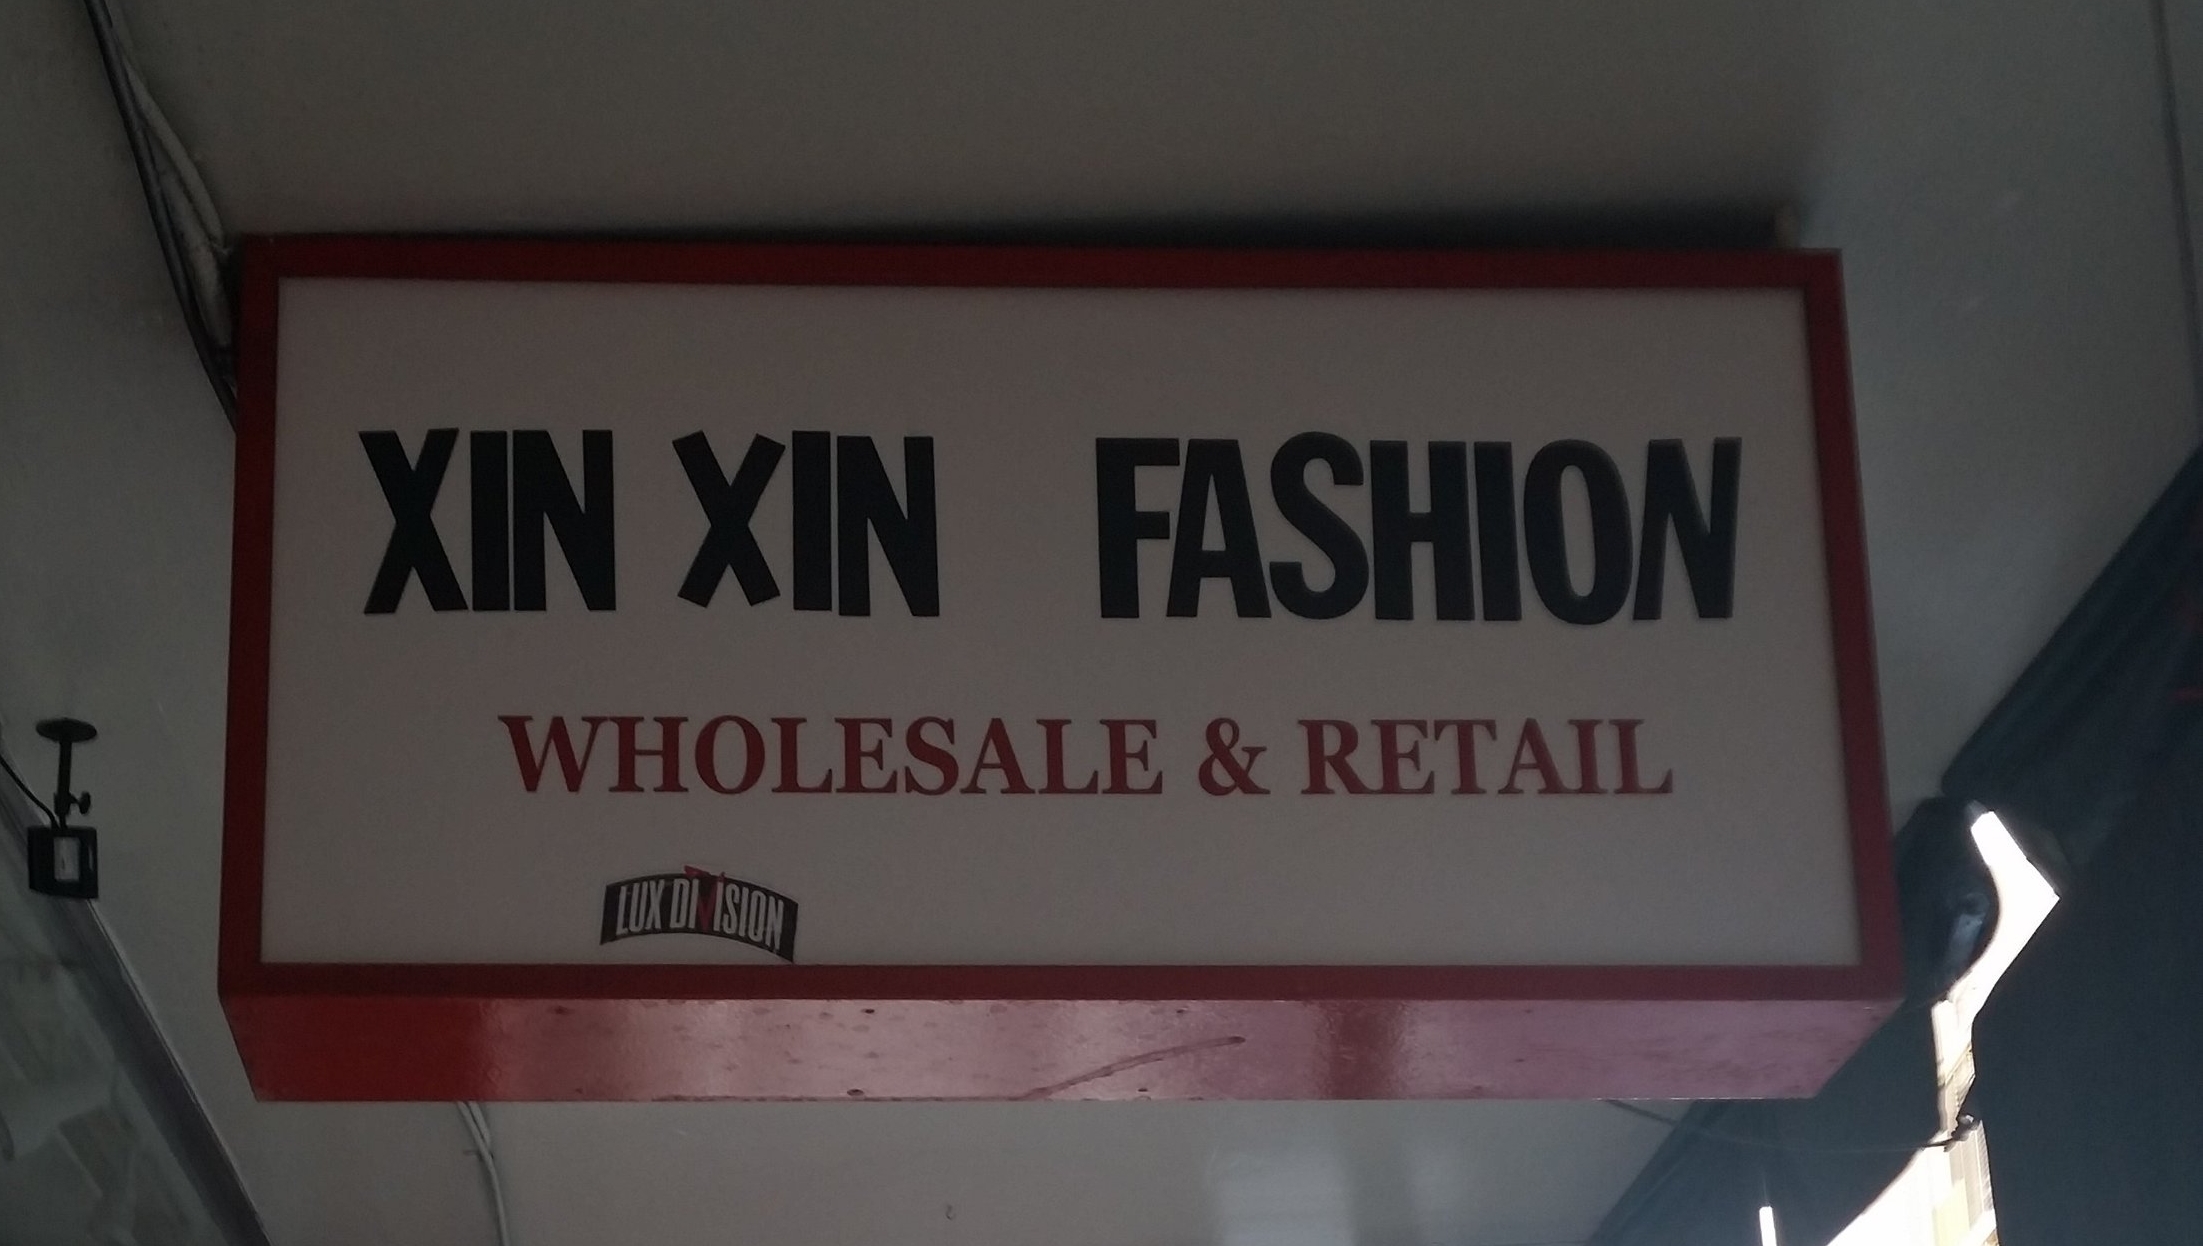 XIN XIN FASHION
WHOLESALE & RETAIL
LUX DIVISION